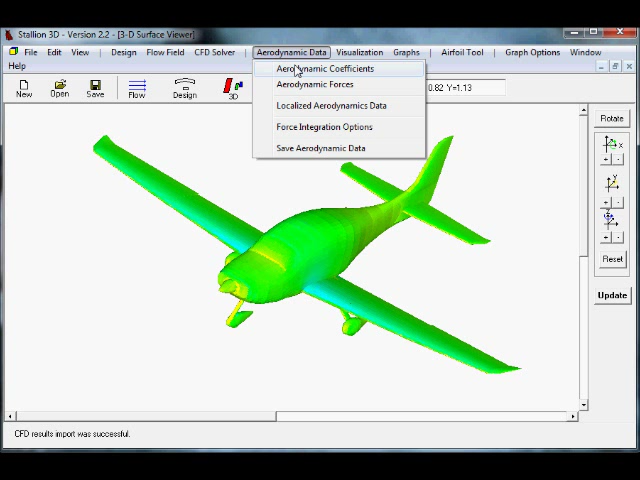 Stallion 3D - Version 2.2 - [3-D Surface Viewer]
File Edit View Design Flow Field CFD Solver Aerodynamic Data Visualization Graphs Airfoil Tool Graph Options Window
Help
Aerodynamic Coefficients
New Open Save Flow Design 3D 0.82 Y=1.13
Aerodynamic Forces
Localized Aerodynamics Data
Force Integration Options
Save Aerodynamic Data
Rotate
X
+ -
Y
+ -
Z
+ -
Reset
Update
CFD results import was successful.